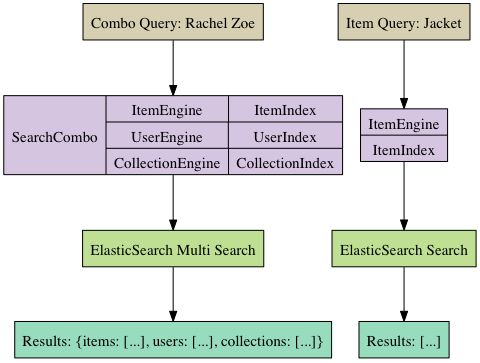 Combo Query: Rachel Zoe
Item Query: Jacket
SearchCombo
ItemEngine
ItemIndex
UserEngine
UserIndex
CollectionEngine
CollectionIndex
ItemEngine
ItemIndex
ElasticSearch Multi Search
ElasticSearch Search
Results: {items: [...], users: [...], collections: [...]}
Results: [...]